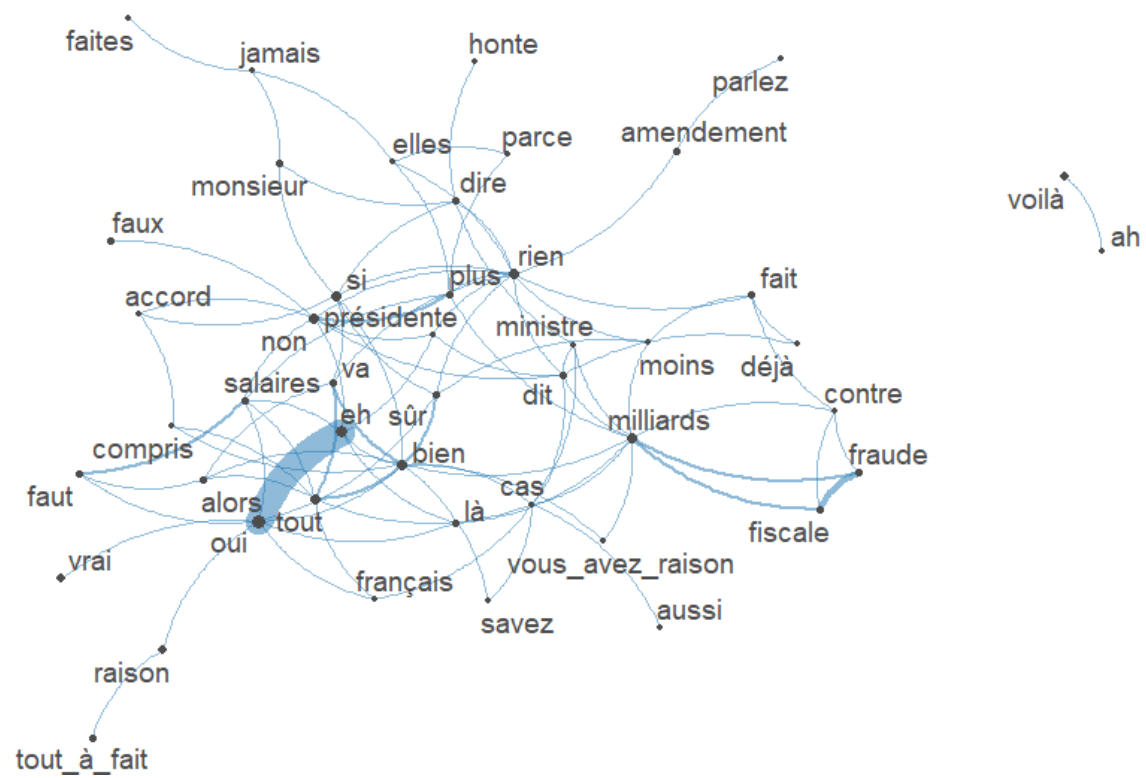 faites
jamais
honte
parlez
amendement
elles
parce
monsieur
dire
voilà
ah
faux
rien
si
plus
fait
accord
non
présidente
ministre
moins
déjà
va
salaires
dit
contre
eh
sûr
milliards
compris
bien
fraude
faut
alors
cas
là
tout
oui
fiscale
vrai
vous_avez_raison
français
aussi
savez
raison
tout_à_fait